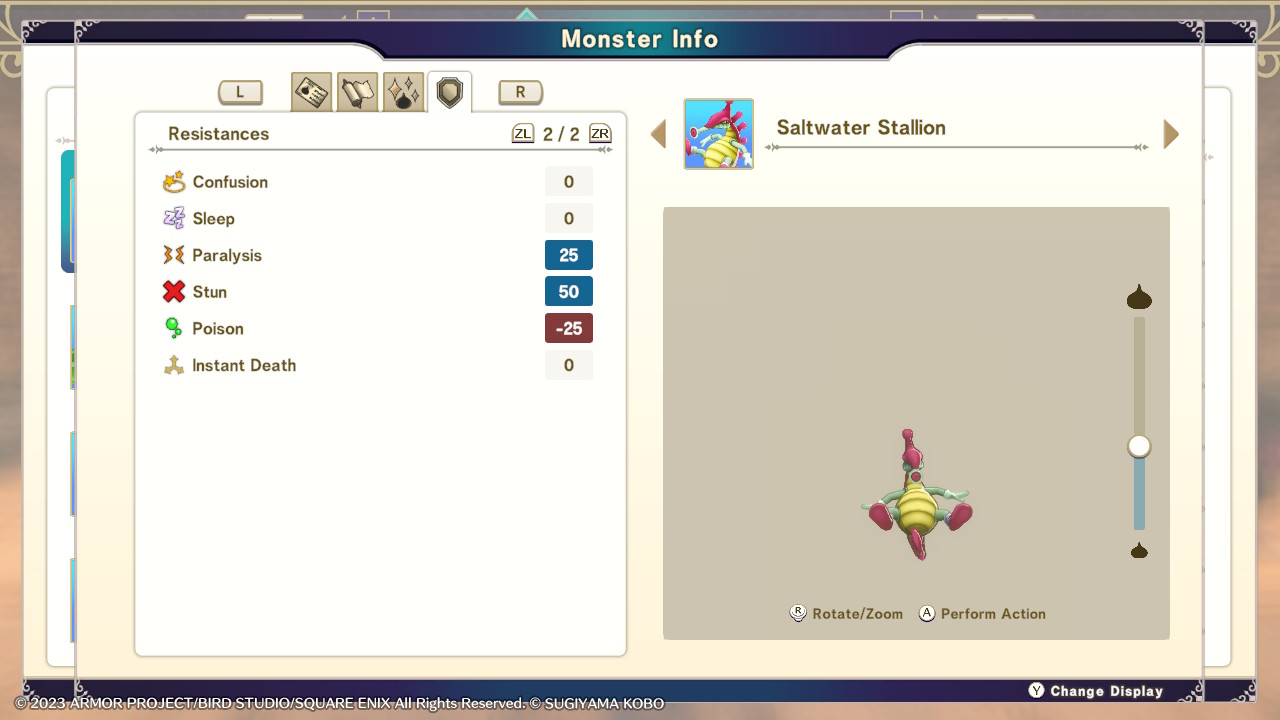 Monster Info
L
R
Resistances
ZL 2 / 2 ZR
Saltwater Stallion
Confusion 0
Sleep 0
Paralysis 25
Stun 50
Poison -25
Instant Death 0
R Rotate/Zoom A Perform Action
Y Change Display
© 2023 ARMOR PROJECT/BIRD STUDIO/SQUARE ENIX All Rights Reserved. © SUGIYAMA KOBO